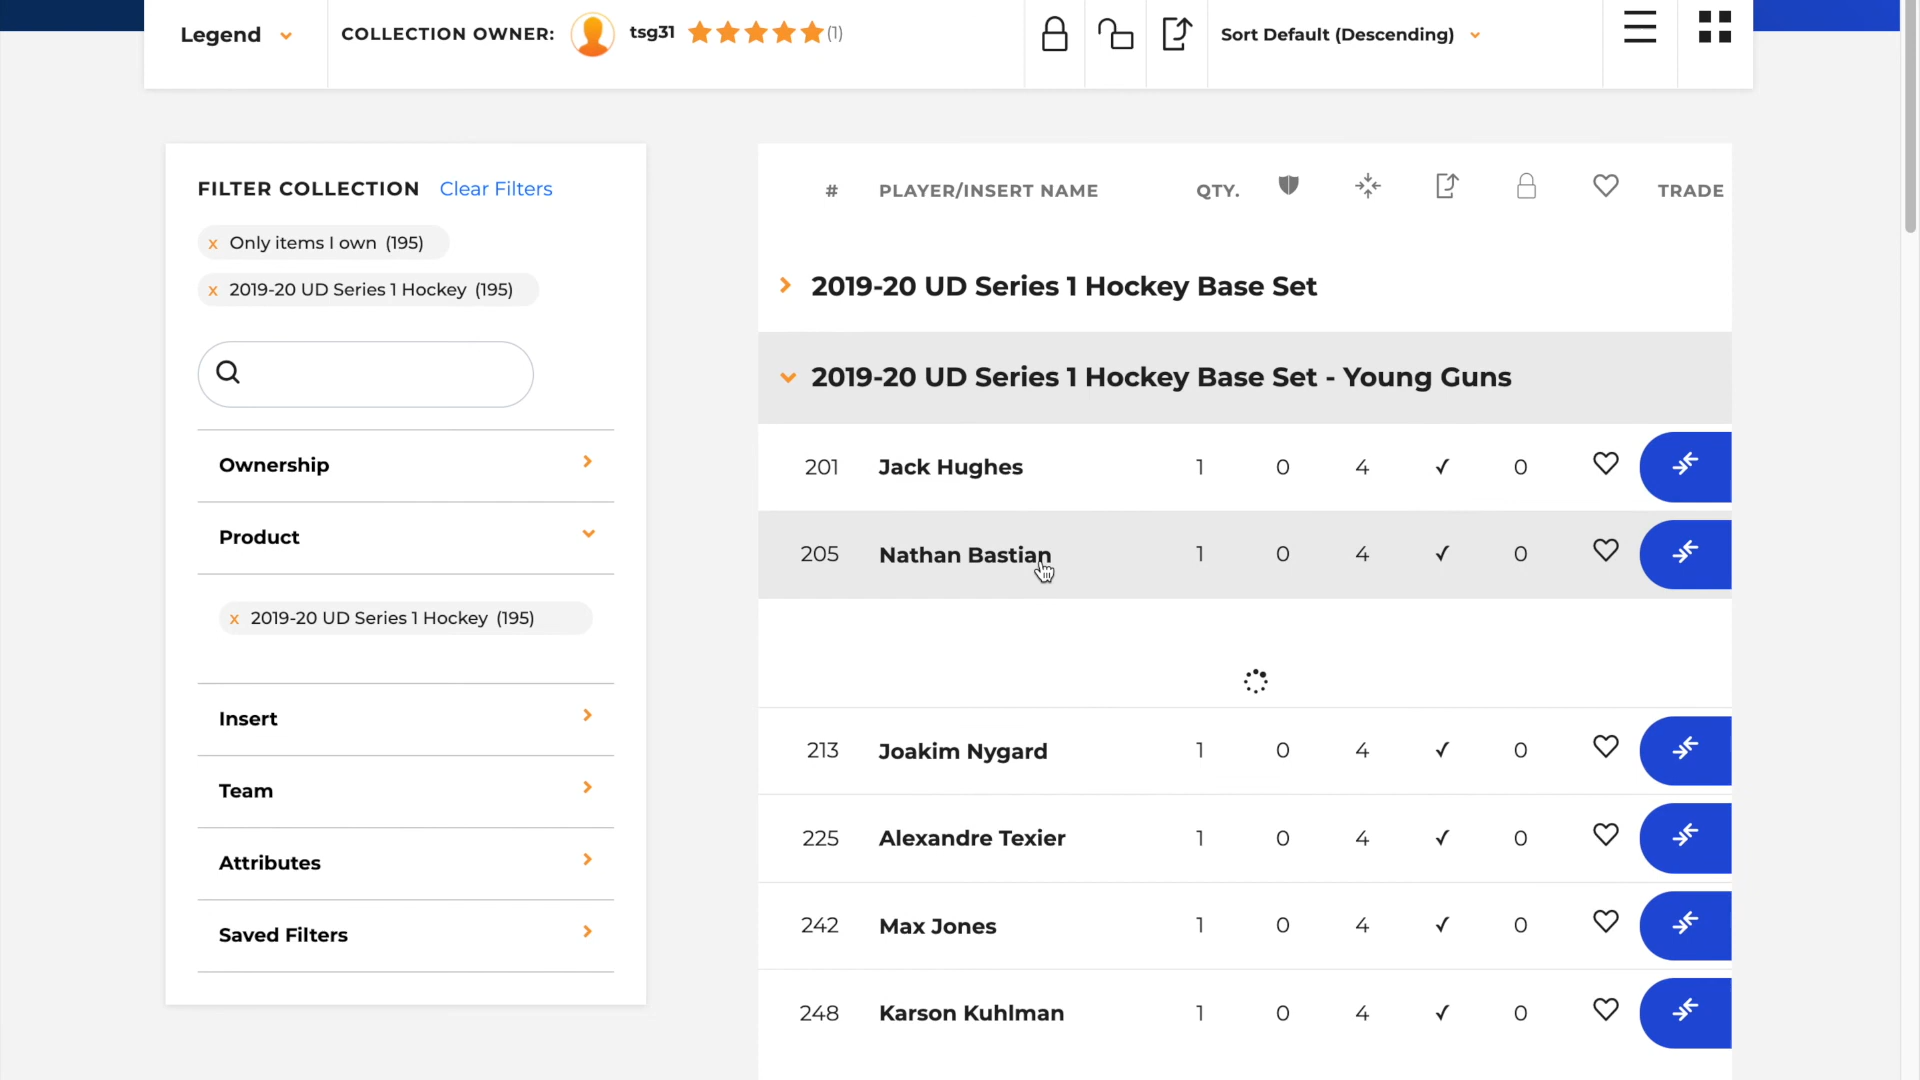 Legend
COLLECTION OWNER:
tsg31
(1)
Sort Default (Descending)
FILTER COLLECTION Clear Filters
x Only items I own (195)
x 2019-20 UD Series 1 Hockey (195)
Ownership
Product
x 2019-20 UD Series 1 Hockey (195)
Insert
Team
Attributes
Saved Filters
# PLAYER/INSERT NAME QTY. TRADE
2019-20 UD Series 1 Hockey Base Set
2019-20 UD Series 1 Hockey Base Set - Young Guns
201 Jack Hughes 1 0 4 ✓ 0
205 Nathan Bastian 1 0 4 ✓ 0
213 Joakim Nygard 1 0 4 ✓ 0
225 Alexandre Texier 1 0 4 ✓ 0
242 Max Jones 1 0 4 ✓ 0
248 Karson Kuhlman 1 0 4 ✓ 0